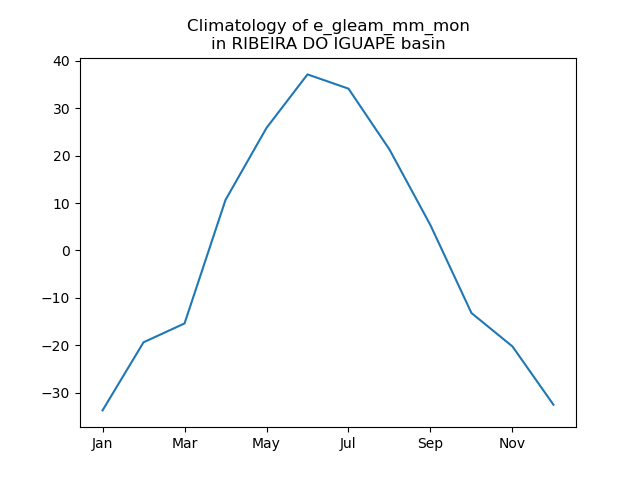 Climatology of e_gleam_mm_mon
in RIBEIRA DO IGUAPE basin
40
30
20
10
0
−10
−20
−30
Jan Mar May Jul Sep Nov